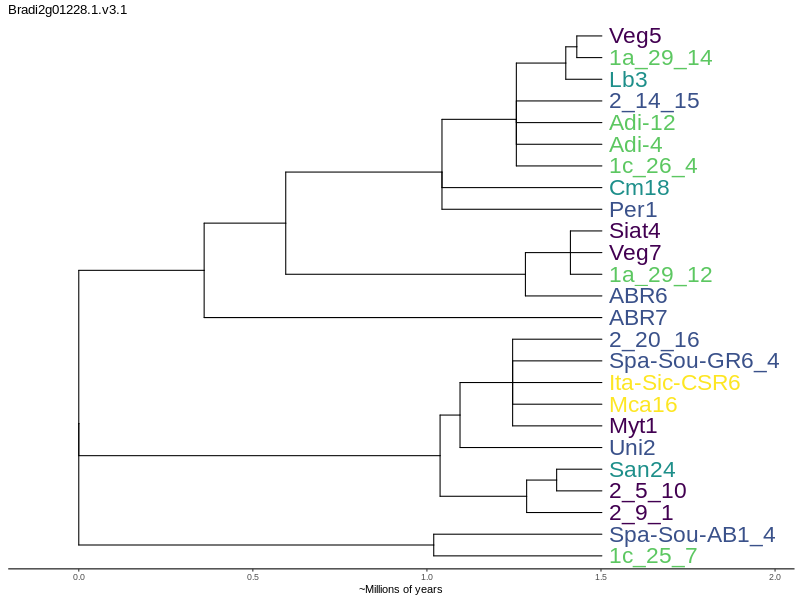 Bradi2g01228.1.v3.1
Veg5
1a_29_14
Lb3
2_14_15
Adi-12
Adi-4
1c_26_4
Cm18
Per1
Siat4
Veg7
1a_29_12
ABR6
ABR7
2_20_16
Spa-Sou-GR6_4
Ita-Sic-CSR6
Mca16
Myt1
Uni2
San24
2_5_10
2_9_1
Spa-Sou-AB1_4
1c_25_7
0.0 0.5 1.0 1.5 2.0
~Millions of years